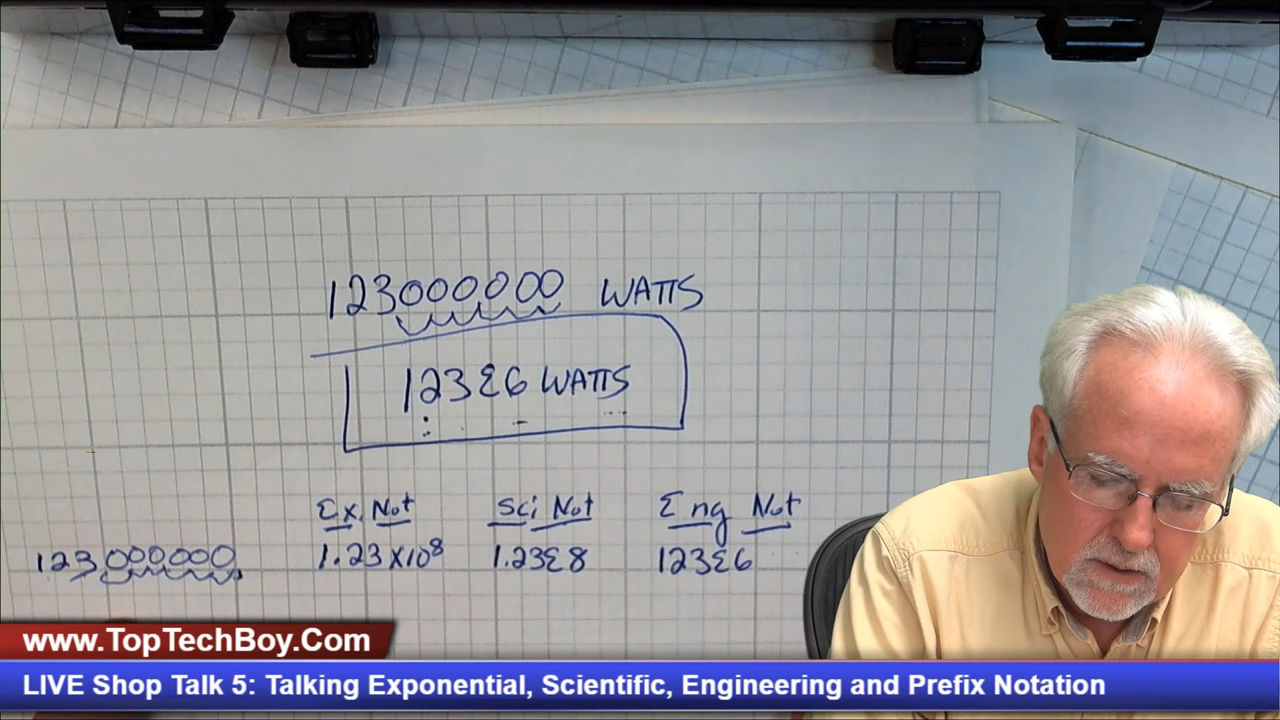 123000000 WATTS
123E6 WATTS
Ex. Not Sci Not Eng Not
123000000 1.23x10⁸ 1.23E8 123E6
www.TopTechBoy.Com
LIVE Shop Talk 5: Talking Exponential, Scientific, Engineering and Prefix Notation